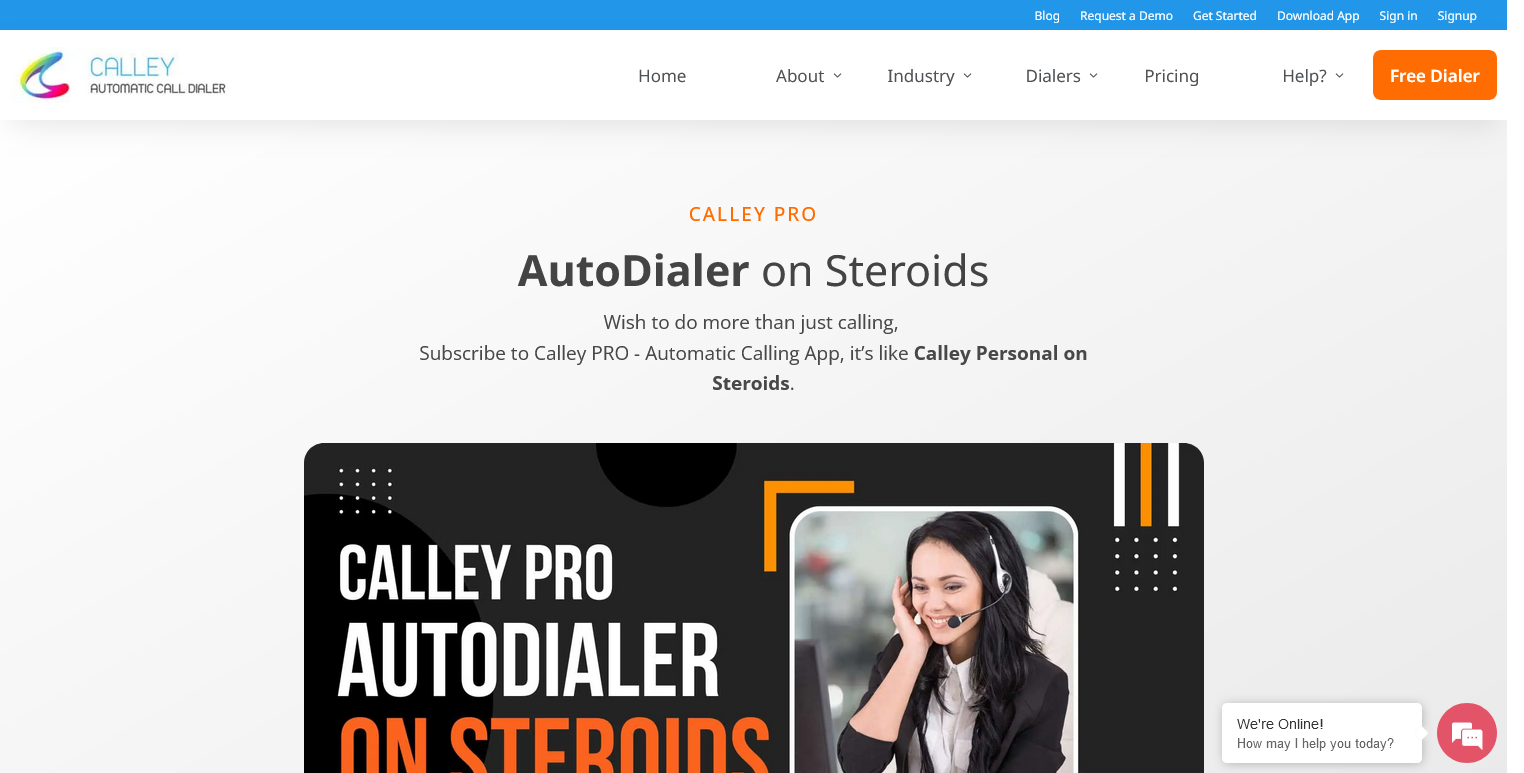 Blog Request a Demo Get Started Download App Sign in Signup
CALLEY
AUTOMATIC CALL DIALER
Home About Industry Dialers Pricing Help? Free Dialer
CALLEY PRO
AutoDialer on Steroids
Wish to do more than just calling,
Subscribe to Calley PRO - Automatic Calling App, it’s like Calley Personal on
Steroids.
CALLEY PRO
AUTODIALER
ON STEROIDS
We're Online!
How may I help you today?